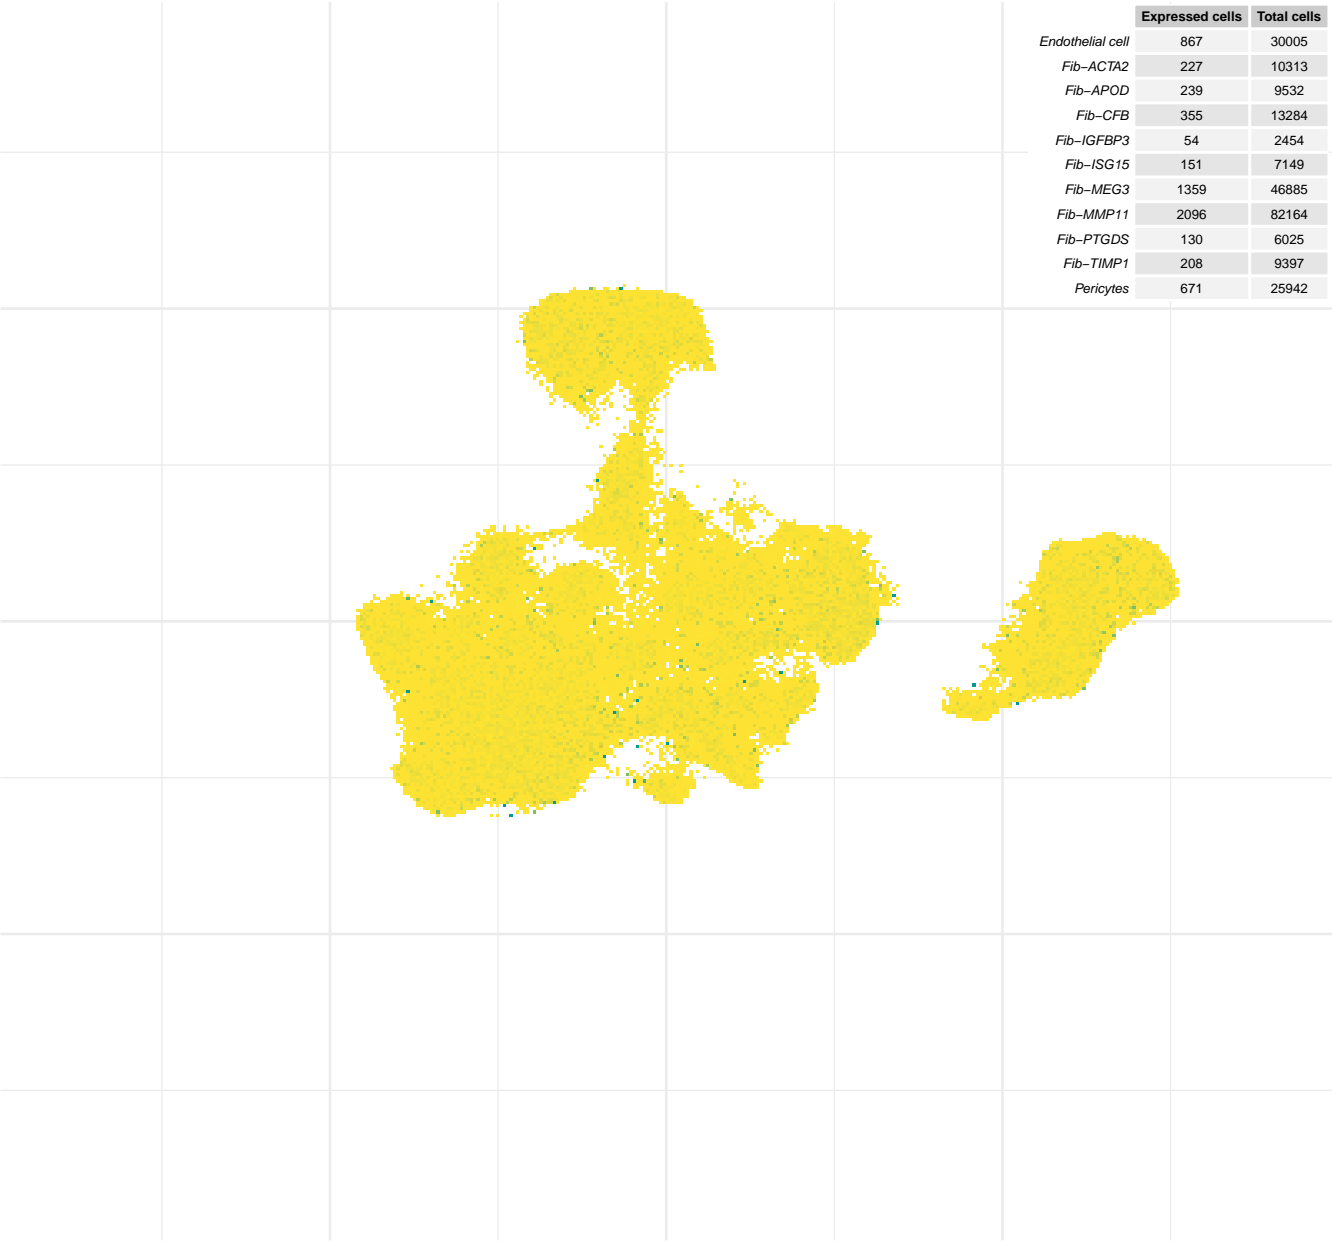 Expressed cells Total cells
Endothelial cell 867 30005
Fib−ACTA2 227 10313
Fib−APOD 239 9532
Fib−CFB 355 13284
Fib−IGFBP3 54 2454
Fib−ISG15 151 7149
Fib−MEG3 1359 46885
Fib−MMP11 2096 82164
Fib−PTGDS 130 6025
Fib−TIMP1 208 9397
Pericytes 671 25942